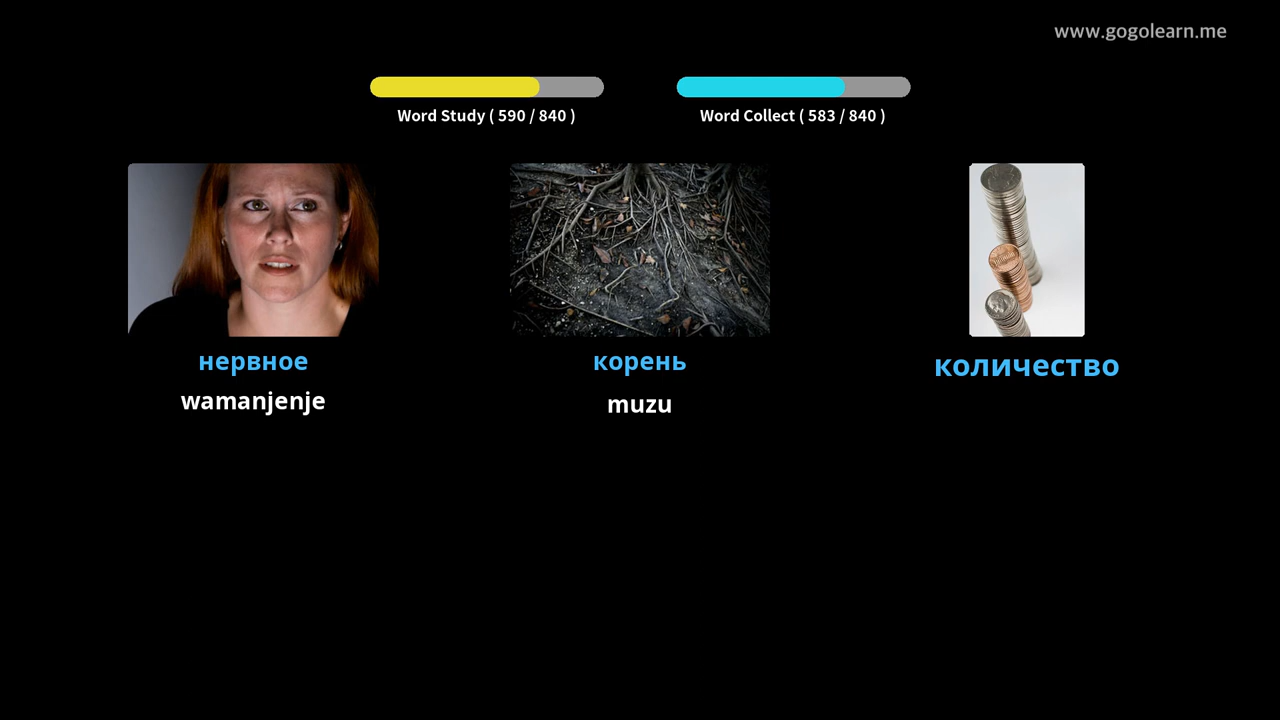 www.gogolearn.me
Word Study ( 590 / 840 )
Word Collect ( 583 / 840 )
нервное
корень
количество
wamanjenje
muzu